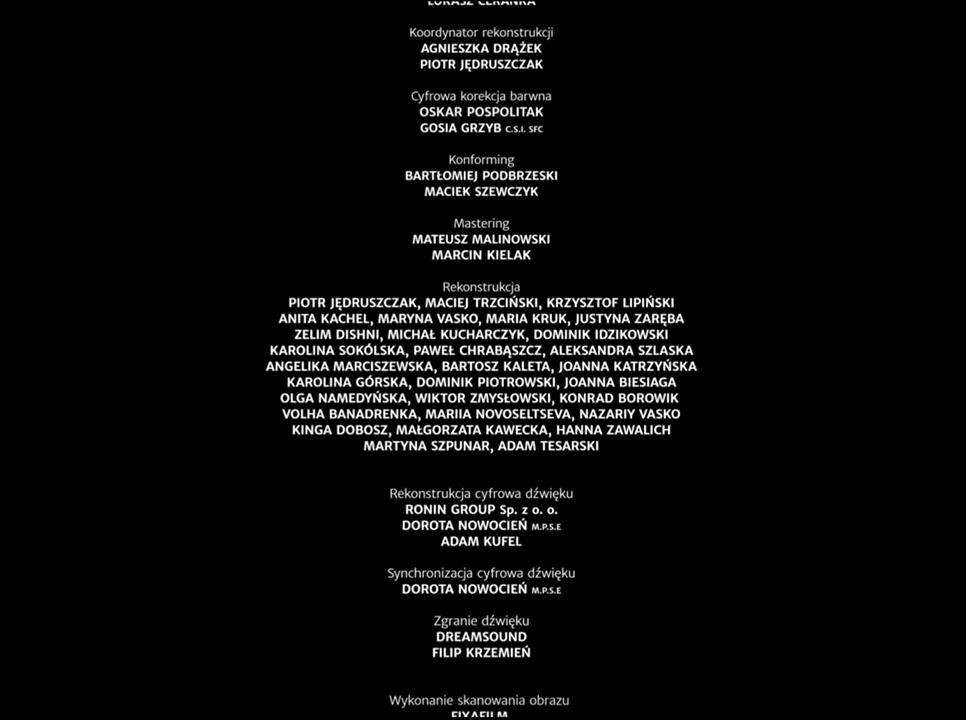 ŁUKASZ CERANKA
Koordynator rekonstrukcji
AGNIESZKA DRĄŻEK
PIOTR JĘDRUSZCZAK
Cyfrowa korekcja barwna
OSKAR POSPOLITAK
GOSIA GRZYB C.S.I. SFC
Konforming
BARTŁOMIEJ PODBRZESKI
MACIEK SZEWCZYK
Mastering
MATEUSZ MALINOWSKI
MARCIN KIELAK
Rekonstrukcja
PIOTR JĘDRUSZCZAK, MACIEJ TRZCIŃSKI, KRZYSZTOF LIPIŃSKI
ANITA KACHEL, MARYNA VASKO, MARIA KRUK, JUSTYNA ZARĘBA
ZELIM DISHNI, MICHAŁ KUCHARCZYK, DOMINIK IDZIKOWSKI
KAROLINA SOKÓLSKA, PAWEŁ CHRABĄSZCZ, ALEKSANDRA SZLASKA
ANGELIKA MARCISZEWSKA, BARTOSZ KALETA, JOANNA KATRZYŃSKA
KAROLINA GÓRSKA, DOMINIK PIOTROWSKI, JOANNA BIESIAGA
OLGA NAMEDYŃSKA, WIKTOR ZMYSŁOWSKI, KONRAD BOROWIK
VOLHA BANADRENKA, MARIIA NOVOSELTSEVA, NAZARIY VASKO
KINGA DOBOSZ, MAŁGORZATA KAWECKA, HANNA ZAWALICH
MARTYNA SZPUNAR, ADAM TESARSKI
Rekonstrukcja cyfrowa dźwięku
RONIN GROUP Sp. z o. o.
DOROTA NOWOCIEŃ M.P.S.E
ADAM KUFEL
Synchronizacja cyfrowa dźwięku
DOROTA NOWOCIEŃ M.P.S.E
Zgranie dźwięku
DREAMSOUND
FILIP KRZEMIEŃ
Wykonanie skanowania obrazu
FIXAFILM